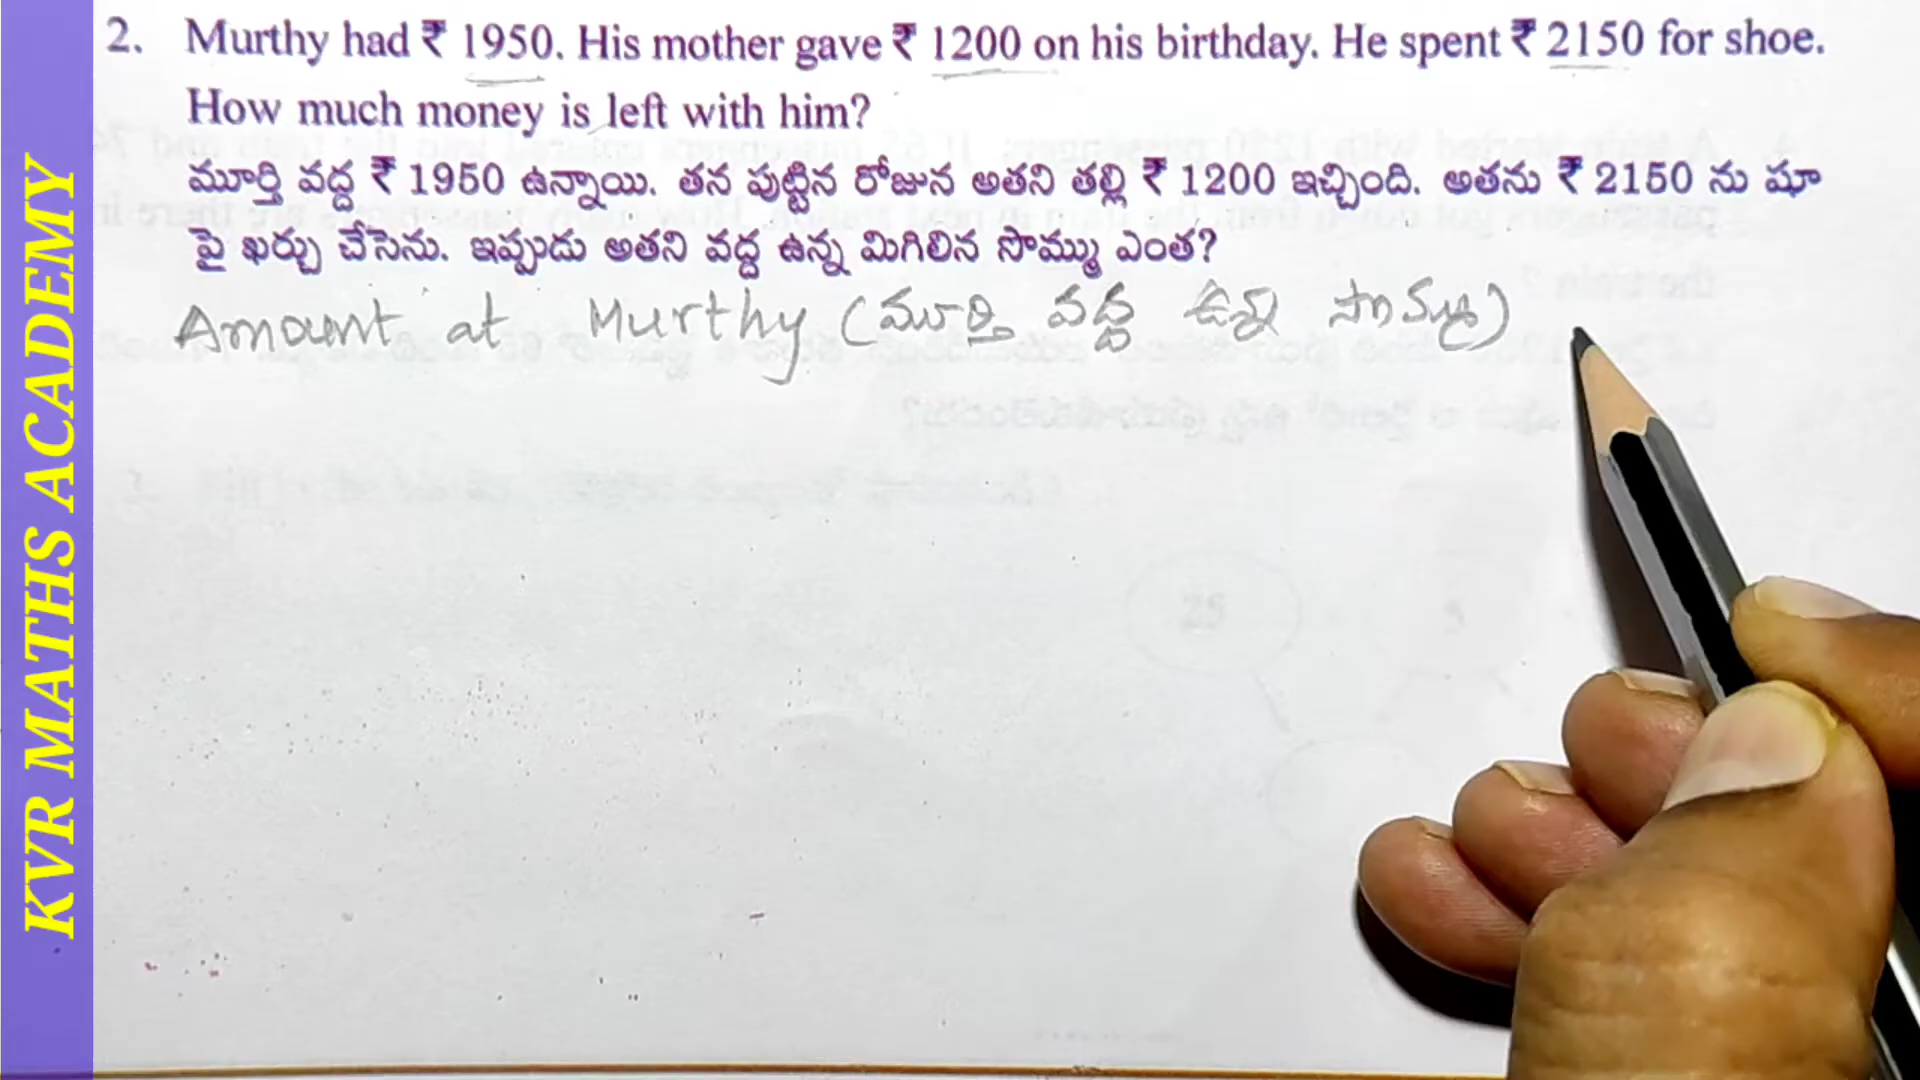 KVR MATHS ACADEMY
2. Murthy had ₹ 1950. His mother gave ₹ 1200 on his birthday. He spent ₹ 2150 for shoe.
How much money is left with him?
మూర్తి వద్ద ₹ 1950 ఉన్నాయి. తన పుట్టిన రోజున అతని తల్లి ₹ 1200 ఇచ్చింది. అతను ₹ 2150 ను షూ
పై ఖర్చు చేసెను. ఇప్పుడు అతని వద్ద ఉన్న మిగిలిన సొమ్ము ఎంత?
Amount at Murthy (మూర్తి వద్ద ఉన్న సొమ్ము)